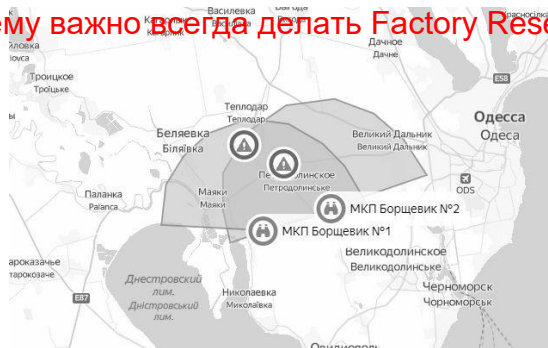 ему важно всегда делать Factory Rese
Василевка
Дачное
Дачне
ovca
Троицкое
Троїцьке
E58
Теплодар
Теплодар
Одесса
Одеса
Беляевка
Біляївка
Великий Дальник
Великий Дальник
Петродолинське
ODS
Паланка
Palanca
Маяки
Маяки
МКП Борщевик №2
МКП Борщевик №1
Великодолинское
Великодолинське
Днестровский
лим.
Дністровський
лим.
E87
Николаевка
Миколаївка
Черноморск
Чорноморськ